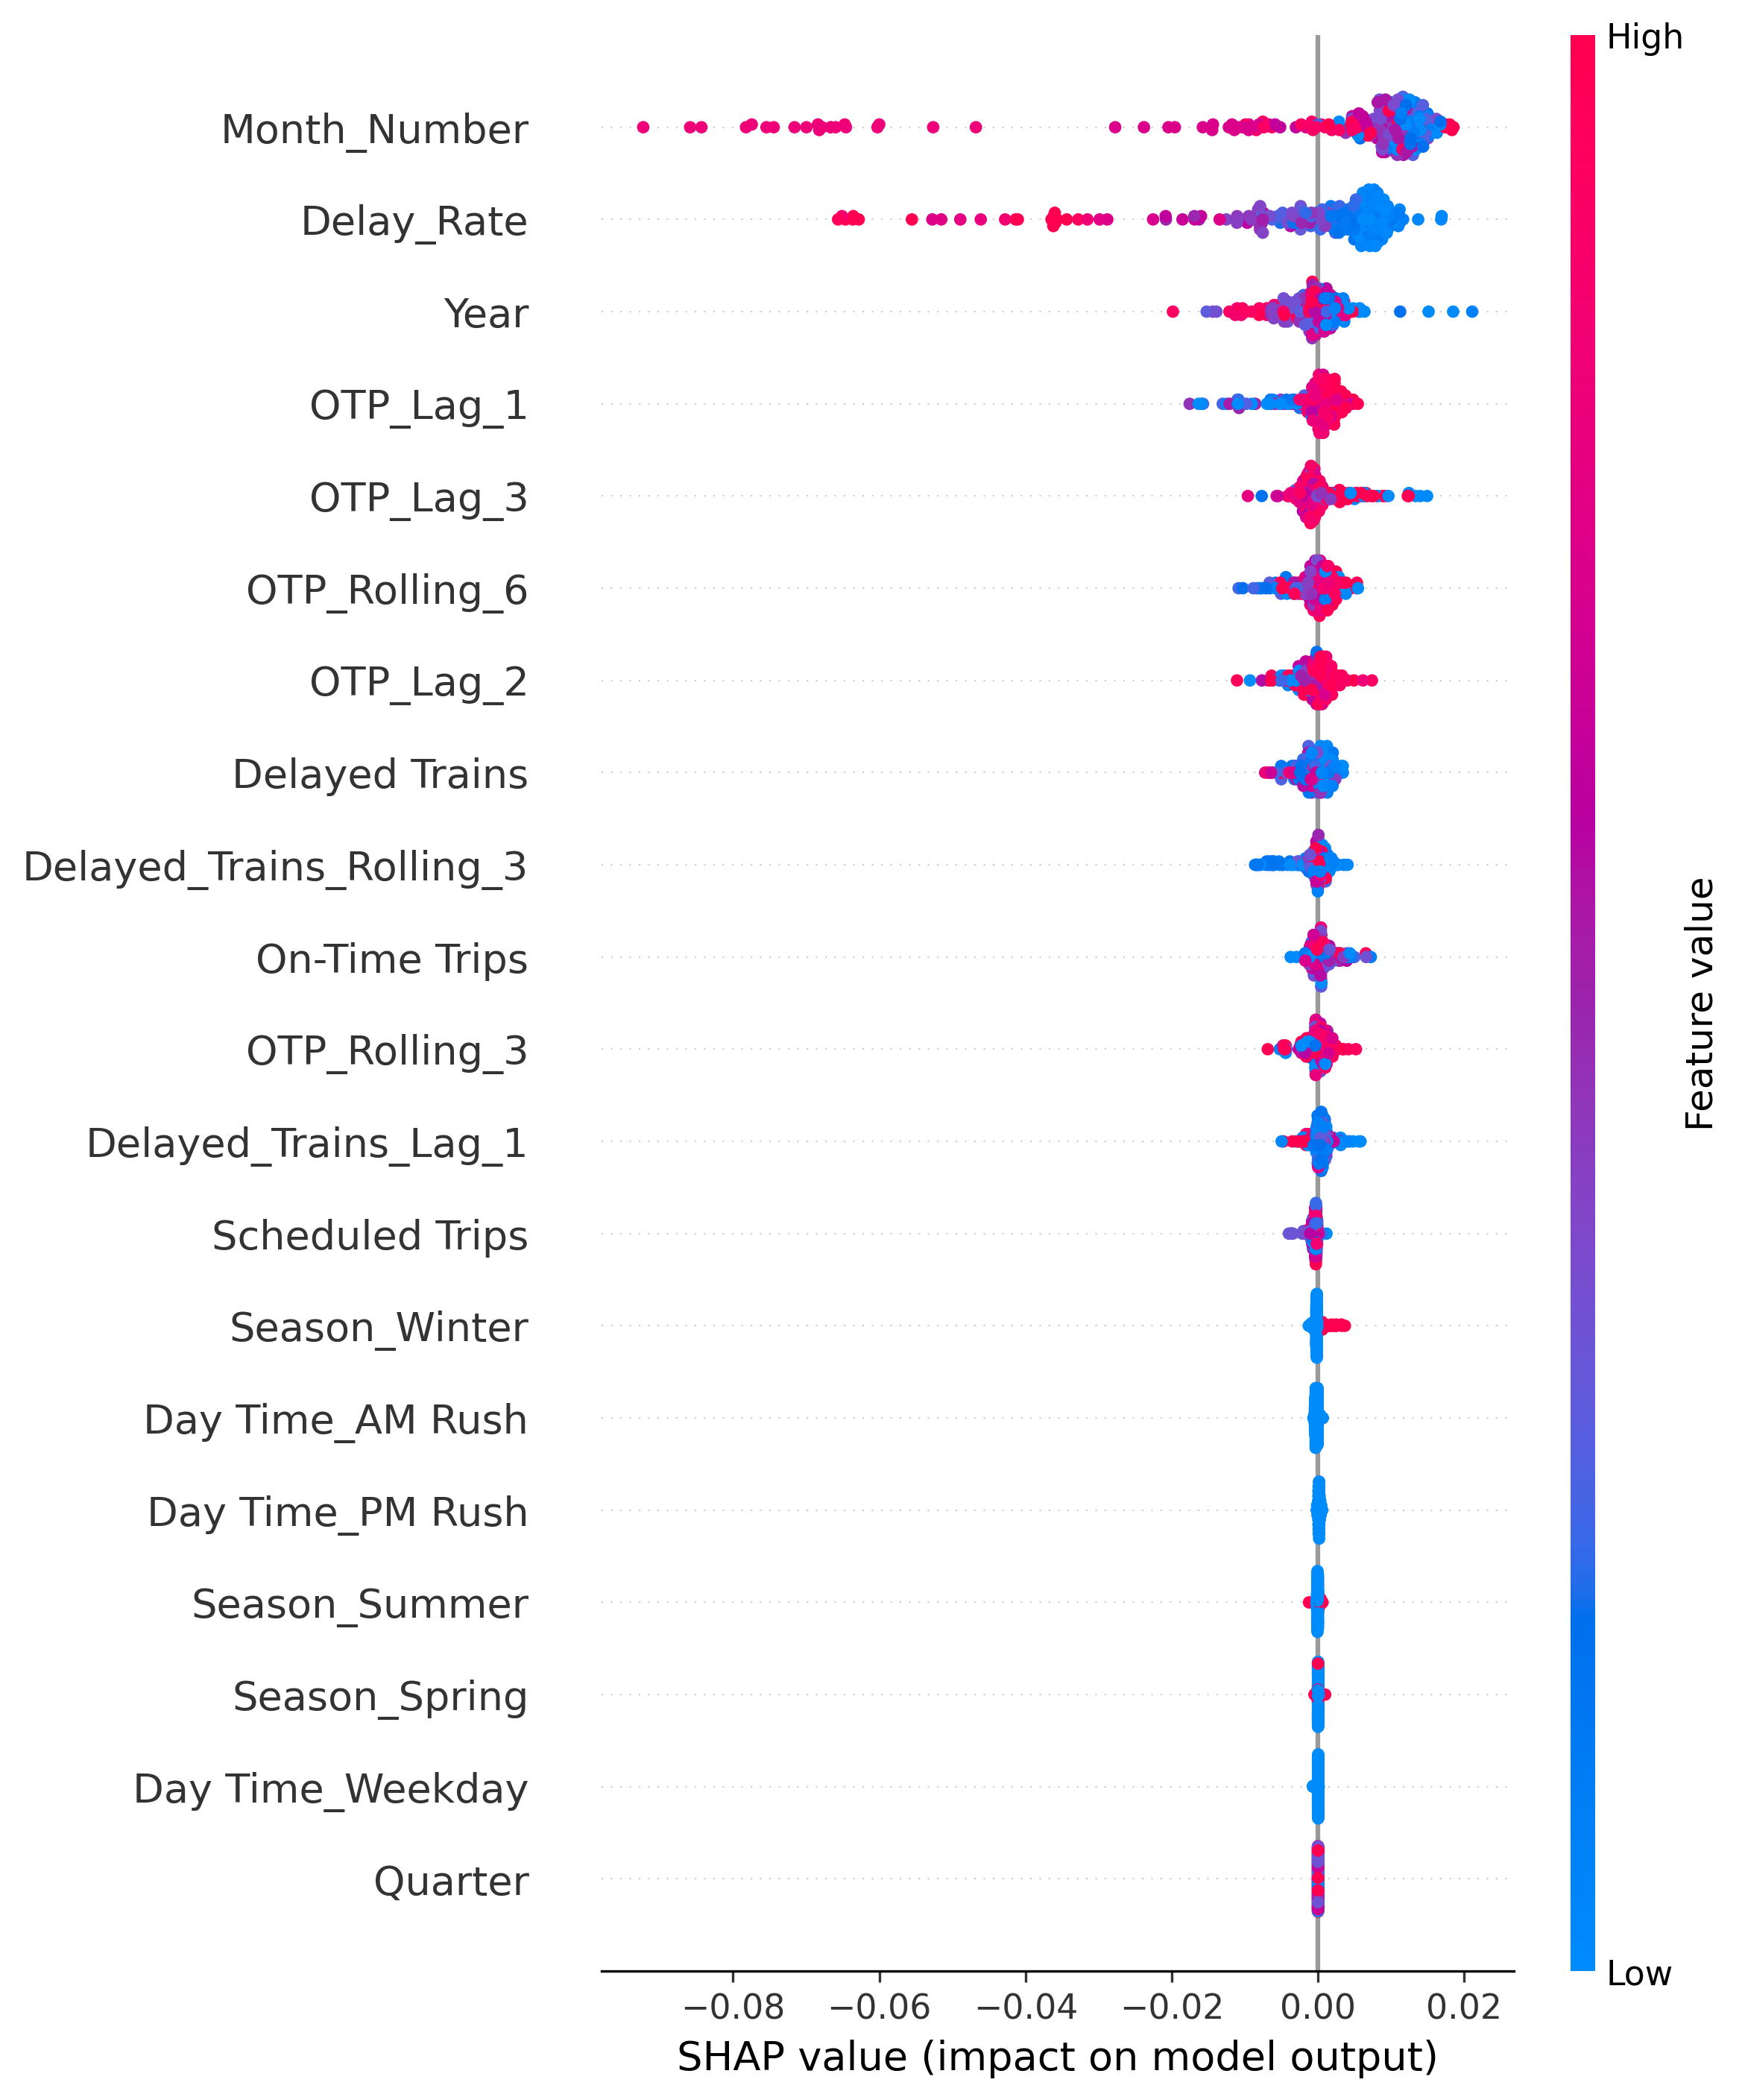 High
Month_Number
Delay_Rate
Year
OTP_Lag_1
OTP_Lag_3
OTP_Rolling_6
OTP_Lag_2
Delayed Trains
Delayed_Trains_Rolling_3
On-Time Trips
OTP_Rolling_3
Delayed_Trains_Lag_1
Scheduled Trips
Season_Winter
Day Time_AM Rush
Day Time_PM Rush
Season_Summer
Season_Spring
Day Time_Weekday
Quarter
Feature value
Low
−0.08 −0.06 −0.04 −0.02 0.00 0.02
SHAP value (impact on model output)